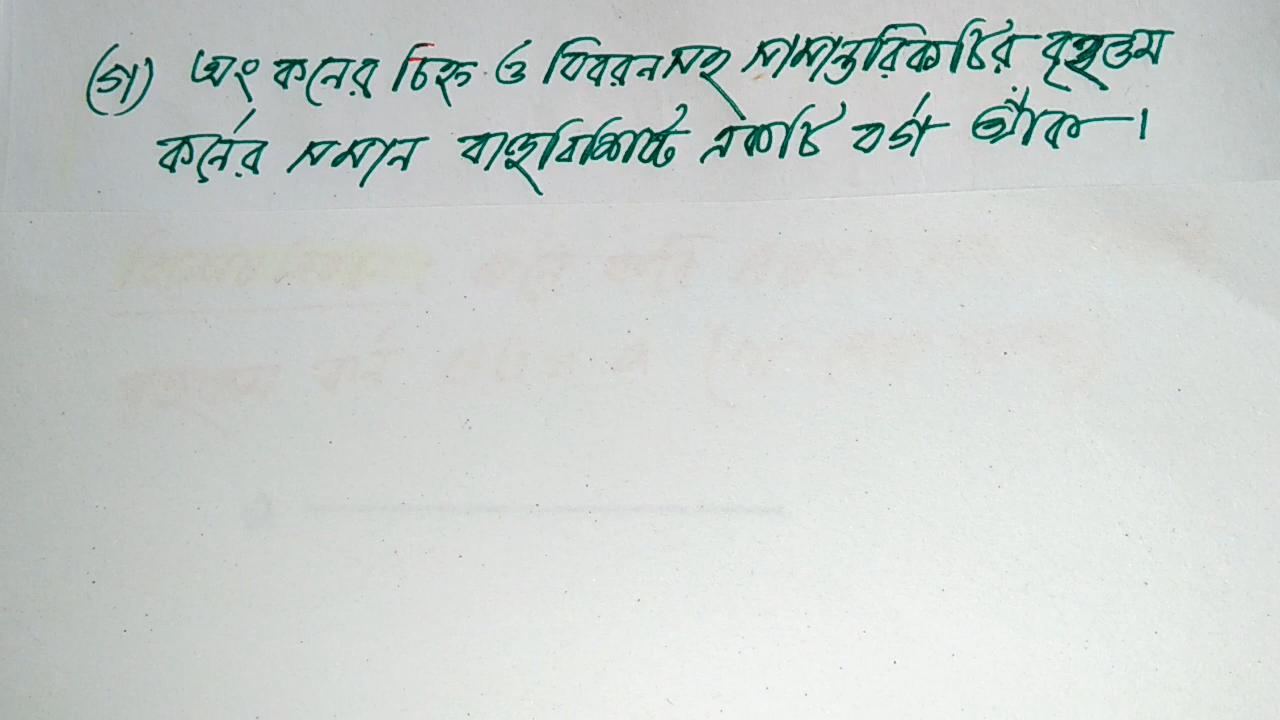 (গ) অংকনের চিহ্ন ও বিবরনসহ সামান্তরিকটির বৃহত্তম
কর্নের সমান বাহুবিশিষ্ট একটি বর্গ আঁক।